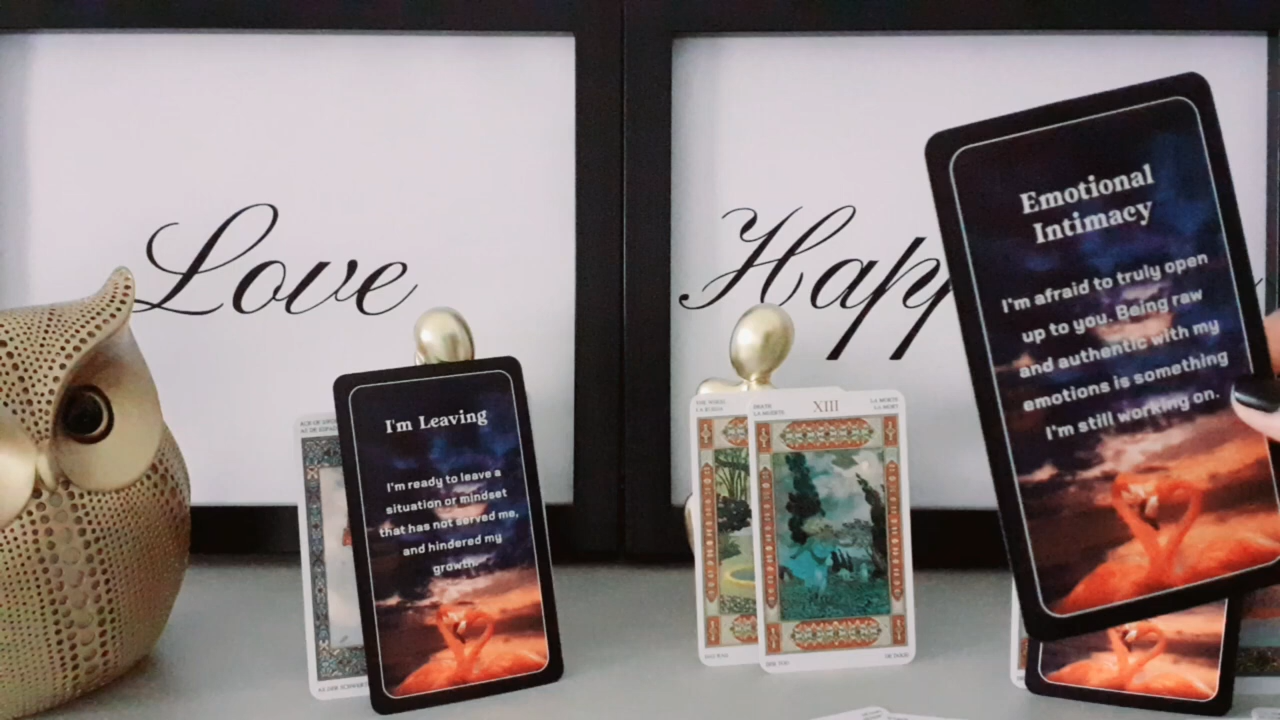 Love
Happ
I'm Leaving
I'm ready to leave a
situation or mindset
that has not served me,
and hindered my
growth.
XIII
Emotional
Intimacy
I'm afraid to truly open
up to you. Being raw
and authentic with my
emotions is something
I'm still working on.